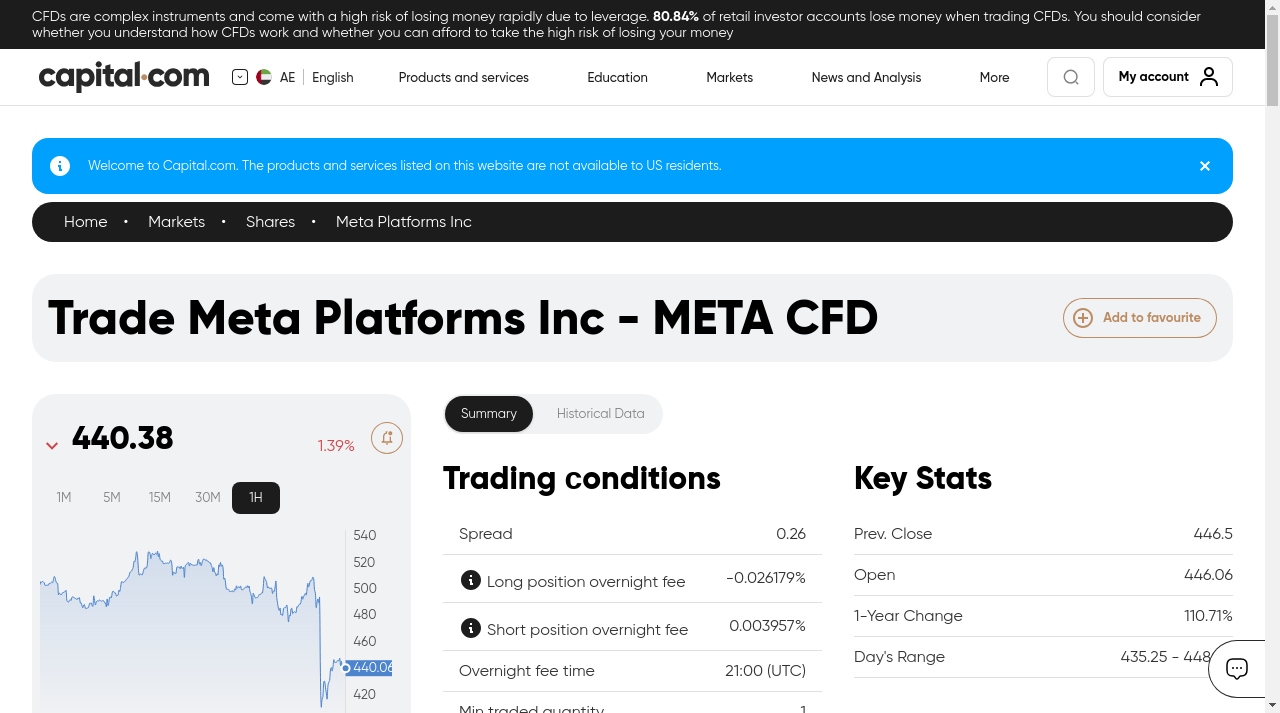 CFDs are complex instruments and come with a high risk of losing money rapidly due to leverage. 80.84% of retail investor accounts lose money when trading CFDs. You should consider
whether you understand how CFDs work and whether you can afford to take the high risk of losing your money
capital.com
AE
English
Products and services
Education
Markets
News and Analysis
More
My account
Welcome to Capital.com. The products and services listed on this website are not available to US residents.
Home
Markets
Shares
Meta Platforms Inc
Trade Meta Platforms Inc - META CFD
Add to favourite
440.38
1.39%
1M
5M
15M
30M
1H
540
520
500
480
460
440.06
420
Summary
Historical Data
Trading conditions
Spread
0.26
Long position overnight fee
-0.026179%
Short position overnight fee
0.003957%
Overnight fee time
21:00 (UTC)
Min traded quantity
1
Key Stats
Prev. Close
446.5
Open
446.06
1-Year Change
110.71%
Day's Range
435.25 - 448